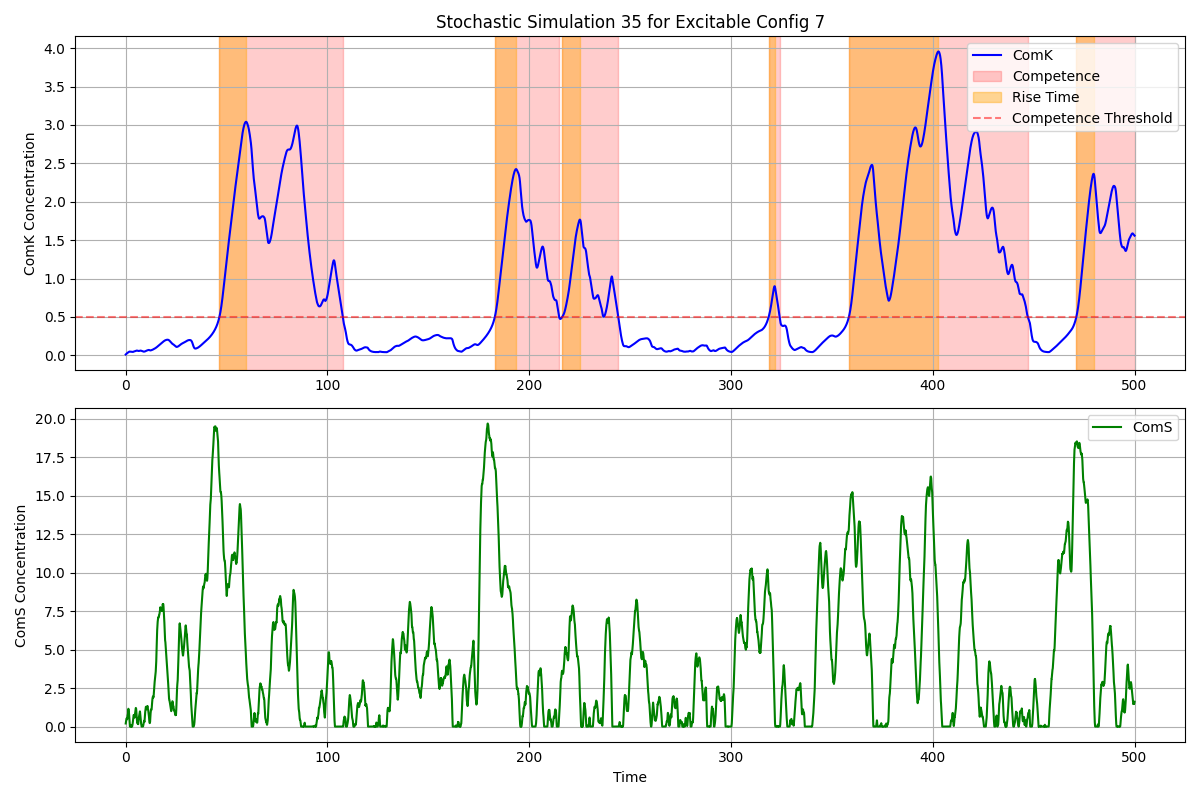 Stochastic Simulation 35 for Excitable Config 7
ComK Concentration
4.0
3.5
3.0
2.5
2.0
1.5
1.0
0.5
0.0
ComK
Competence
Rise Time
Competence Threshold
0 100 200 300 400 500
ComS Concentration
20.0
17.5
15.0
12.5
10.0
7.5
5.0
2.5
0.0
ComS
0 100 200 300 400 500
Time